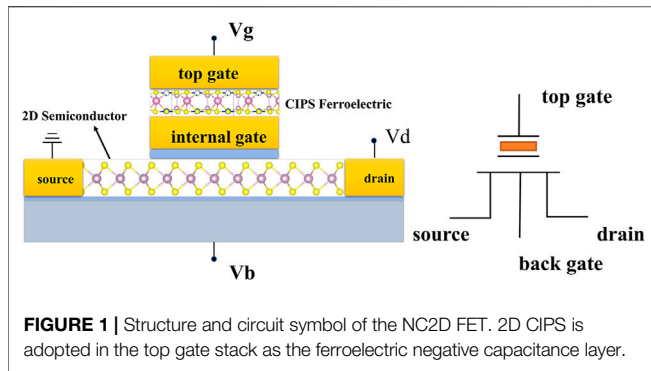 Vg
top gate
CIPS Ferroelectric
2D Semiconductor
internal gate
Vd
source
drain
Vb
top gate
source
drain
back gate
FIGURE 1 | Structure and circuit symbol of the NC2D FET. 2D CIPS is
adopted in the top gate stack as the ferroelectric negative capacitance layer.